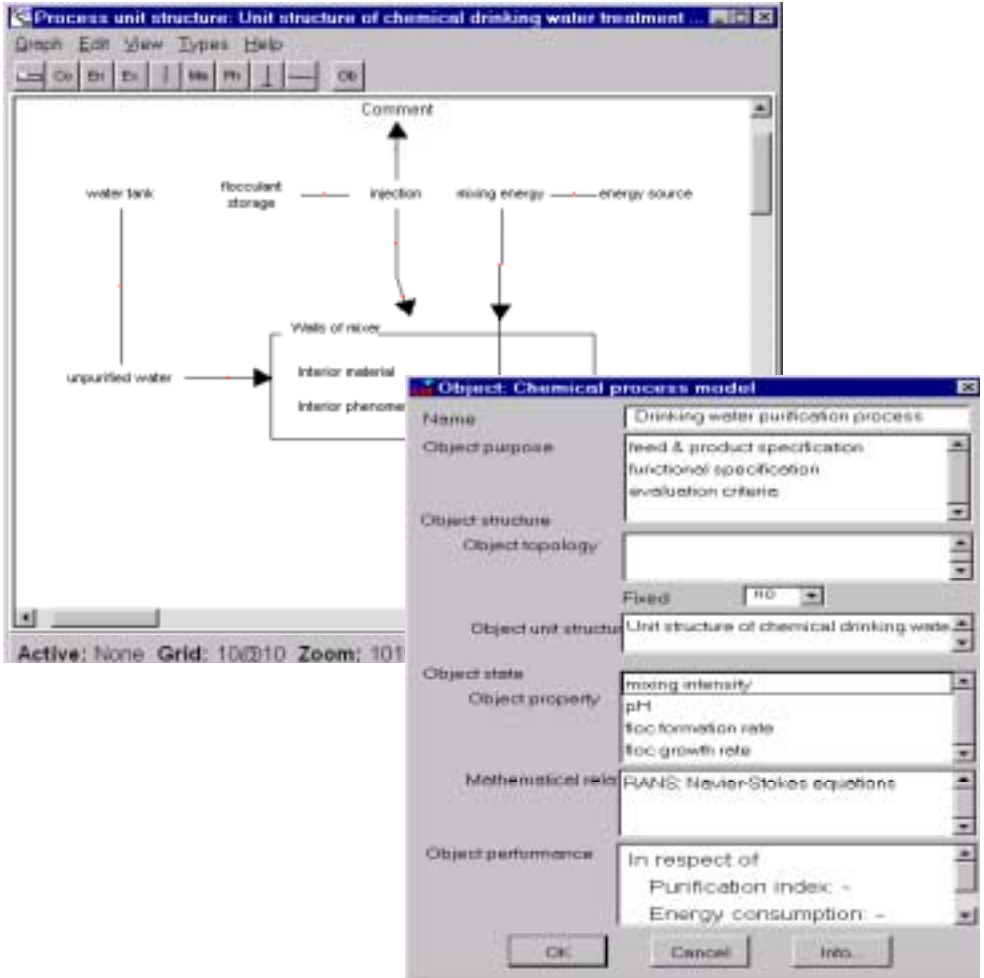 Process unit structure: Unit structure of chemical drinking water treatment ...
Graph Edit View Types Help
Co En Ex Me Ph Ob
Comment
water tank
flocculant
storage
injection
mixing energy
energy source
Walls of mixer
unpurified water
Interior material
Interior phenome
Active: None Grid: 10@10 Zoom: 101
Object: Chemical process model
Name
Drinking water purification process
Object purpose
feed & product specification
functional specification
evaluation criteria
Object structure
Object topology
Fixed no
Object unit structu
Unit structure of chemical drinking wate
Object state
Object property
mixing intensity
pH
floc formation rate
floc growth rate
Mathematical rela
RANS; Navier-Stokes equations
Object performance
In respect of
Purification index: -
Energy consumption: -
OK Cancel Info...